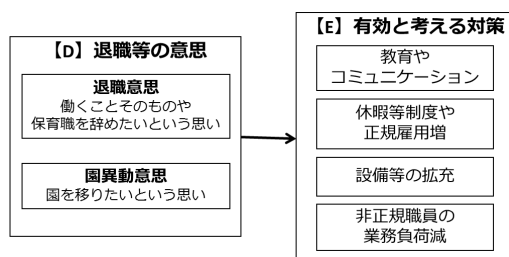 【D】退職等の意思
退職意思
働くことそのものや
保育職を辞めたいという思い
園異動意思
園を移りたいという思い
【E】有効と考える対策
教育や
コミュニケーション
休暇等制度や
正規雇用増
設備等の拡充
非正規職員の
業務負荷減